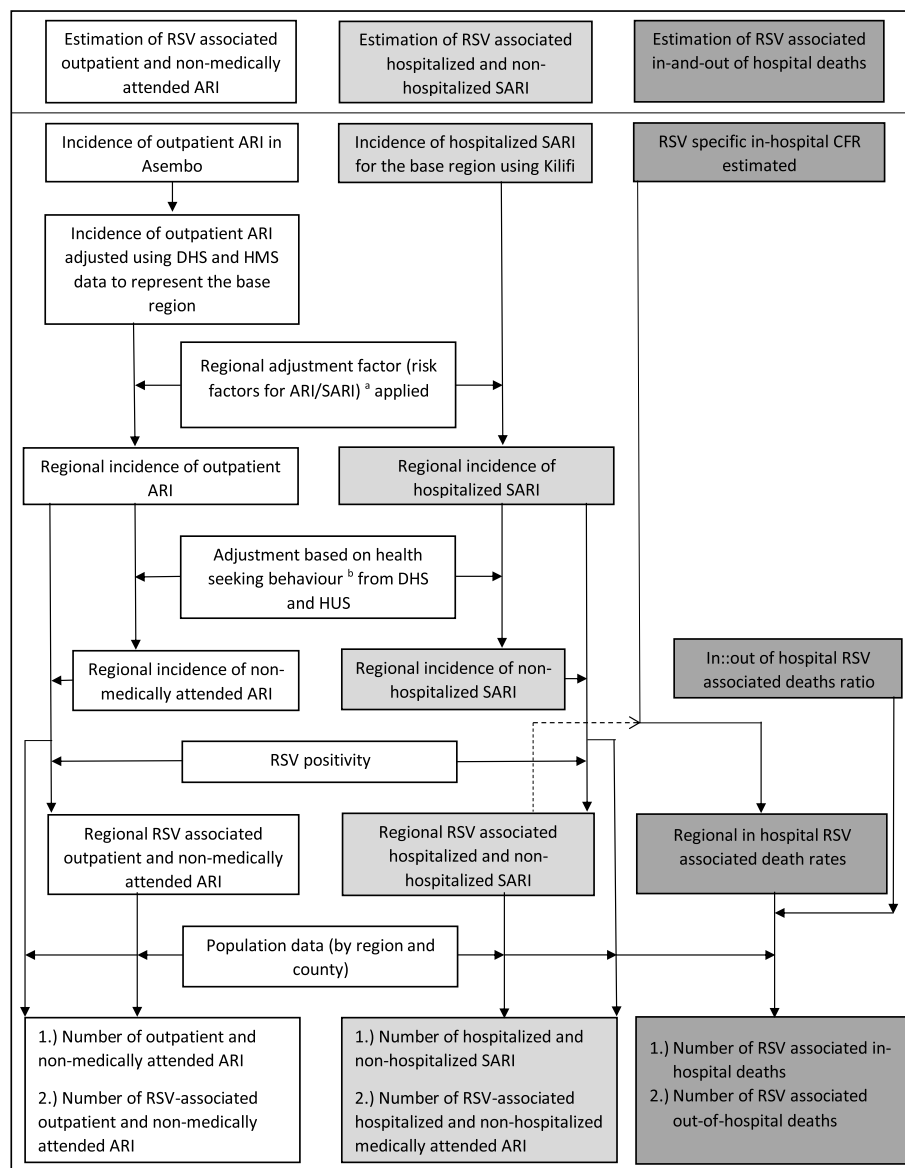 Estimation of RSV associated
outpatient and non-medically
attended ARI
Estimation of RSV associated
hospitalized and non-
hospitalized SARI
Estimation of RSV associated
in-and-out of hospital deaths
Incidence of outpatient ARI in
Asembo
Incidence of hospitalized SARI
for the base region using Kilifi
RSV specific in-hospital CFR
estimated
Incidence of outpatient ARI
adjusted using DHS and HMS
data to represent the base
region
Regional adjustment factor (risk
factors for ARI/SARI) a applied
Regional incidence of outpatient
ARI
Regional incidence of
hospitalized SARI
Adjustment based on health
seeking behaviour b from DHS
and HUS
Regional incidence of non-
medically attended ARI
Regional incidence of non-
hospitalized SARI
In::out of hospital RSV
associated deaths ratio
RSV positivity
Regional RSV associated
outpatient and non-medically
attended ARI
Regional RSV associated
hospitalized and non-
hospitalized SARI
Regional in hospital RSV
associated death rates
Population data (by region and
county)
1.) Number of outpatient and
non-medically attended ARI
2.) Number of RSV-associated
outpatient and non-medically
attended ARI
1.) Number of hospitalized and
non-hospitalized SARI
2.) Number of RSV-associated
hospitalized and non-hospitalized
medically attended ARI
1.) Number of RSV associated in-
hospital deaths
2.) Number of RSV associated
out-of-hospital deaths